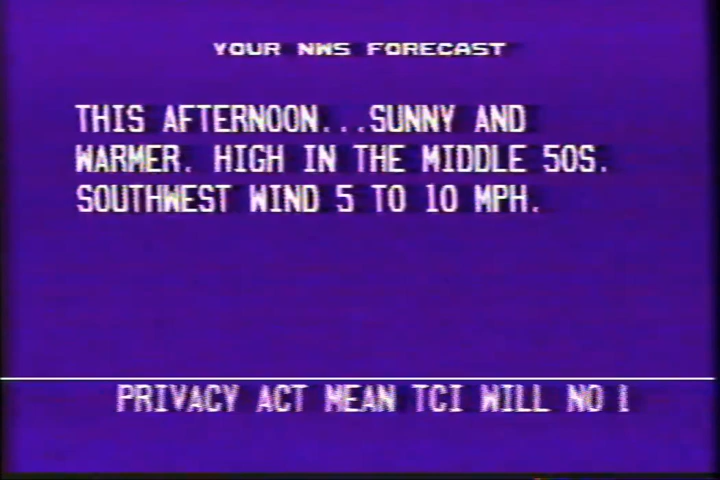 YOUR NWS FORECAST
THIS AFTERNOON...SUNNY AND
WARMER. HIGH IN THE MIDDLE 50S.
SOUTHWEST WIND 5 TO 10 MPH.
PRIVACY ACT MEAN TCI WILL NO